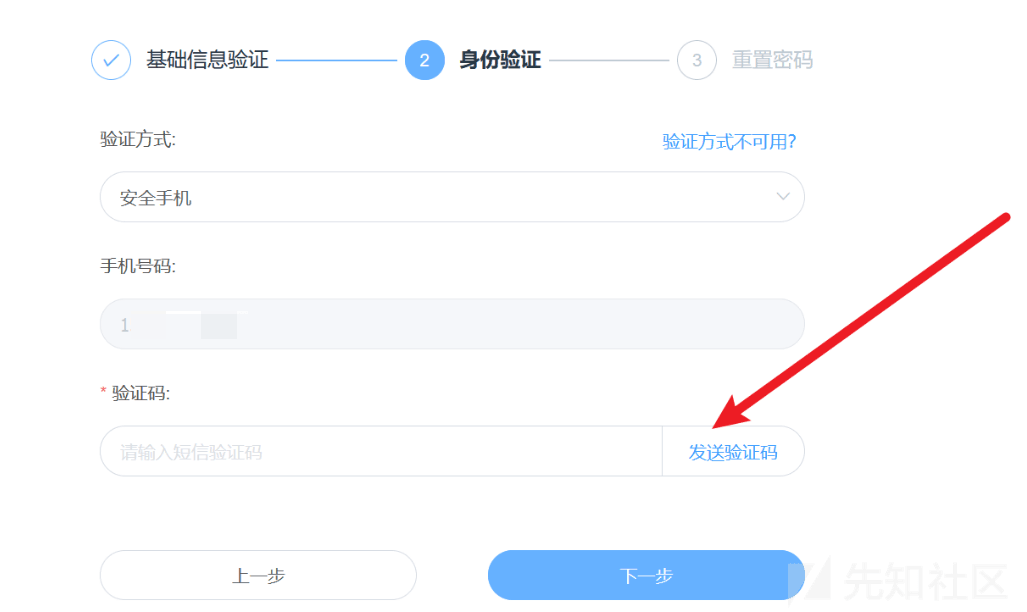 基础信息验证 2 身份验证 3 重置密码
验证方式: 验证方式不可用?
安全手机
手机号码:
1
* 验证码:
请输入短信验证码 发送验证码
上一步 下一步
先知社区